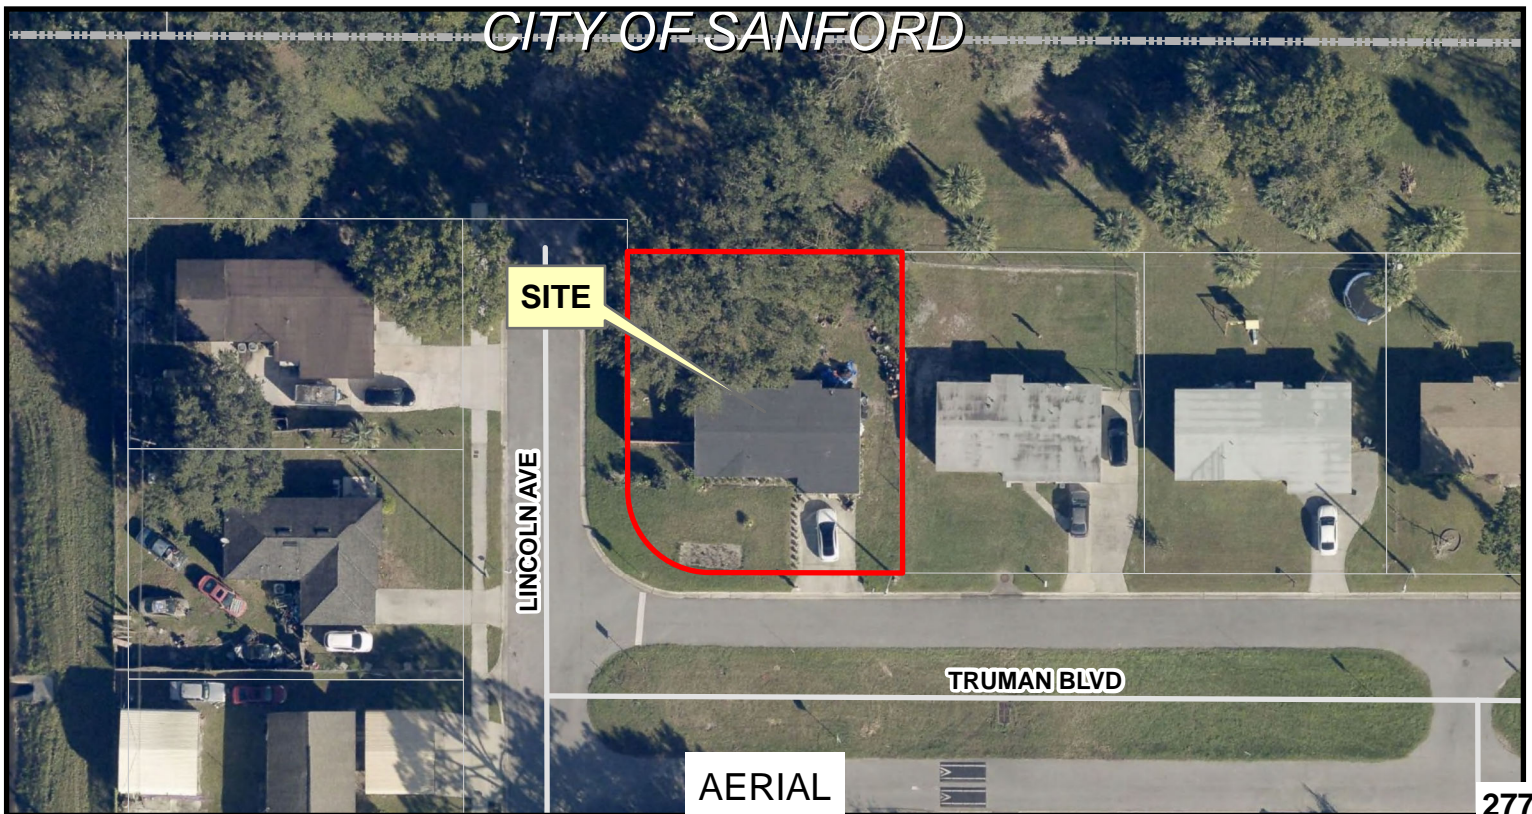 CITY OF SANFORD
SITE
LINCOLN AVE
TRUMAN BLVD
AERIAL
277